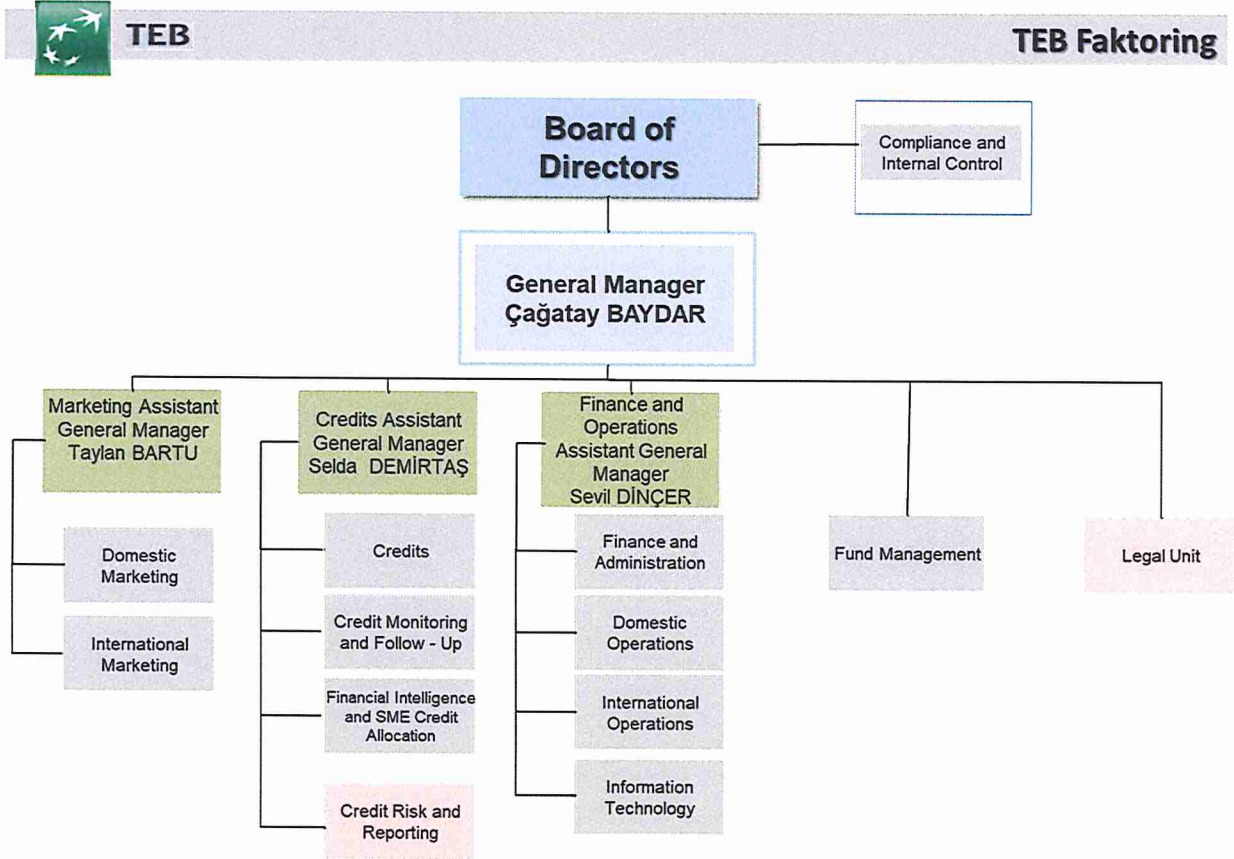 TEB
TEB Faktoring
Board of
Directors
Compliance and
Internal Control
General Manager
Çağatay BAYDAR
Marketing Assistant
General Manager
Taylan BARTU
Credits Assistant
General Manager
Selda DEMİRTAŞ
Finance and
Operations
Assistant General
Manager
Sevil DİNÇER
Domestic
Marketing
International
Marketing
Credits
Credit Monitoring
and Follow - Up
Financial Intelligence
and SME Credit
Allocation
Credit Risk and
Reporting
Finance and
Administration
Domestic
Operations
International
Operations
Information
Technology
Fund Management
Legal Unit